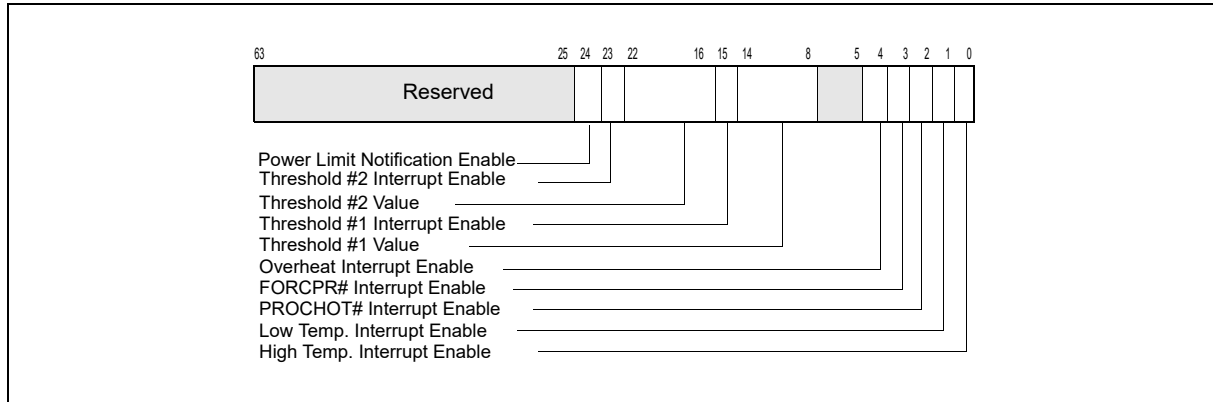 63 25 24 23 22 16 15 14 8 5 4 3 2 1 0
Reserved
Power Limit Notification Enable
Threshold #2 Interrupt Enable
Threshold #2 Value
Threshold #1 Interrupt Enable
Threshold #1 Value
Overheat Interrupt Enable
FORCPR# Interrupt Enable
PROCHOT# Interrupt Enable
Low Temp. Interrupt Enable
High Temp. Interrupt Enable